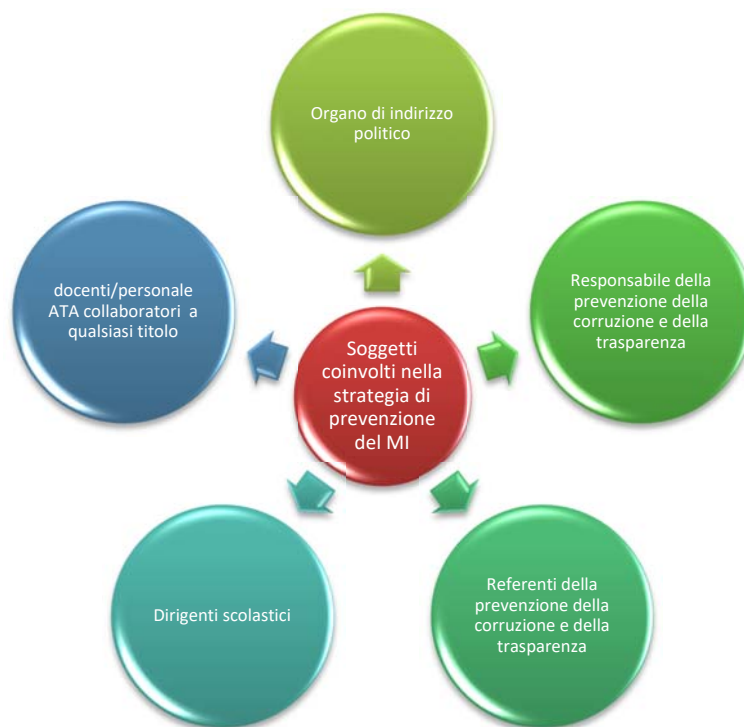 Organo di indirizzo
politico
docenti/personale
ATA collaboratori a
qualsiasi titolo
Responsabile della
prevenzione della
corruzione e della
trasparenza
Soggetti
coinvolti nella
strategia di
prevenzione
del MI
Dirigenti scolastici
Referenti della
prevenzione della
corruzione e della
trasparenza